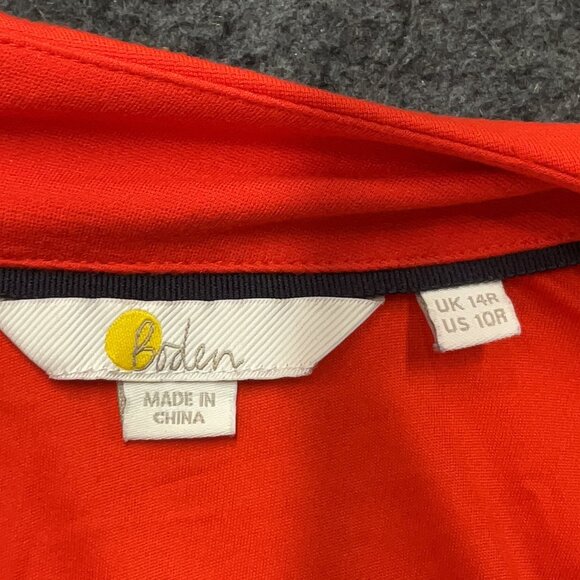 Boden
MADE IN
CHINA
UK 14R
US 10R